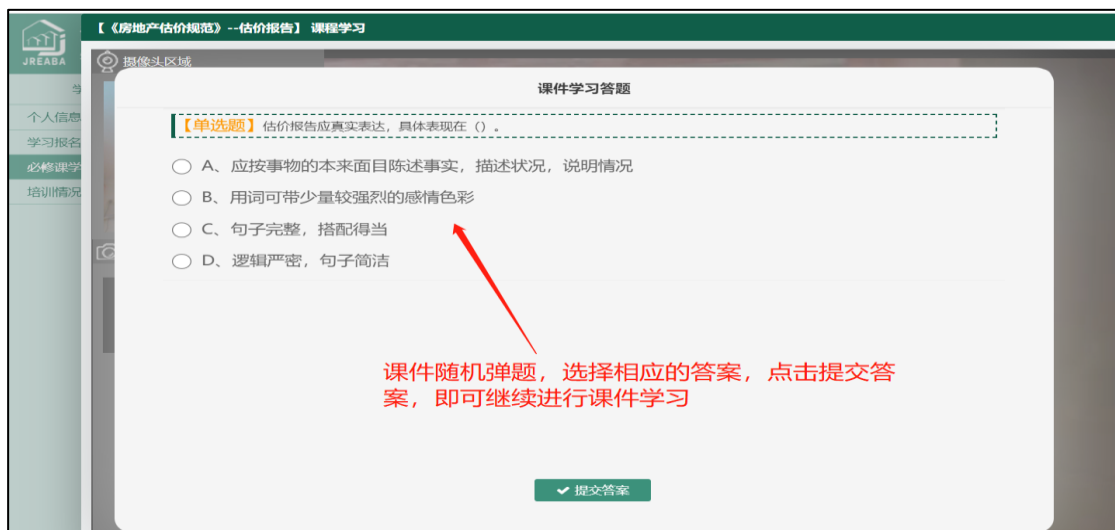 【《房地产估价规范》--估价报告】 课程学习
JREABA
摄像头区域
学
个人信息
学习报名
必修课学
培训情况
课件学习答题
【单选题】估价报告应真实表达，具体表现在（）。
A、应按事物的本来面目陈述事实，描述状况，说明情况
B、用词可带少量较强烈的感情色彩
C、句子完整，搭配得当
D、逻辑严密，句子简洁
课件随机弹题，选择相应的答案，点击提交答
案，即可继续进行课件学习
提交答案